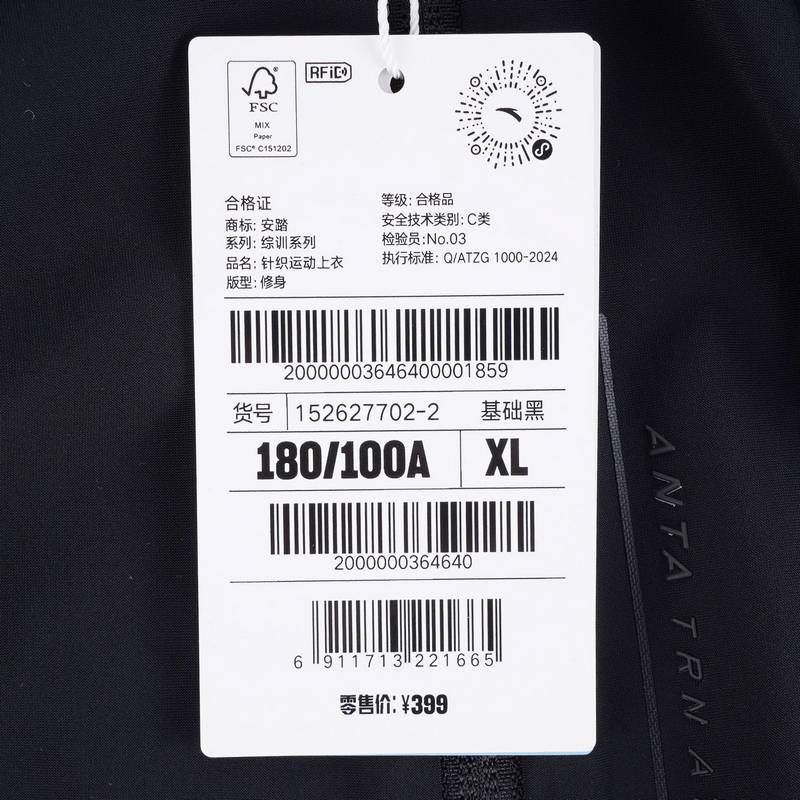 RFID
FSC
MIX
Paper
FSC® C151202
合格证
商标: 安踏
系列: 综训系列
品名: 针织运动上衣
版型: 修身
等级: 合格品
安全技术类别: C类
检验员: No.03
执行标准: Q/ATZG 1000-2024
20000003646400001859
货号 152627702-2 基础黑
180/100A XL
2000000364640
6 911713 221665
零售价: ¥399
ANTA TRN A